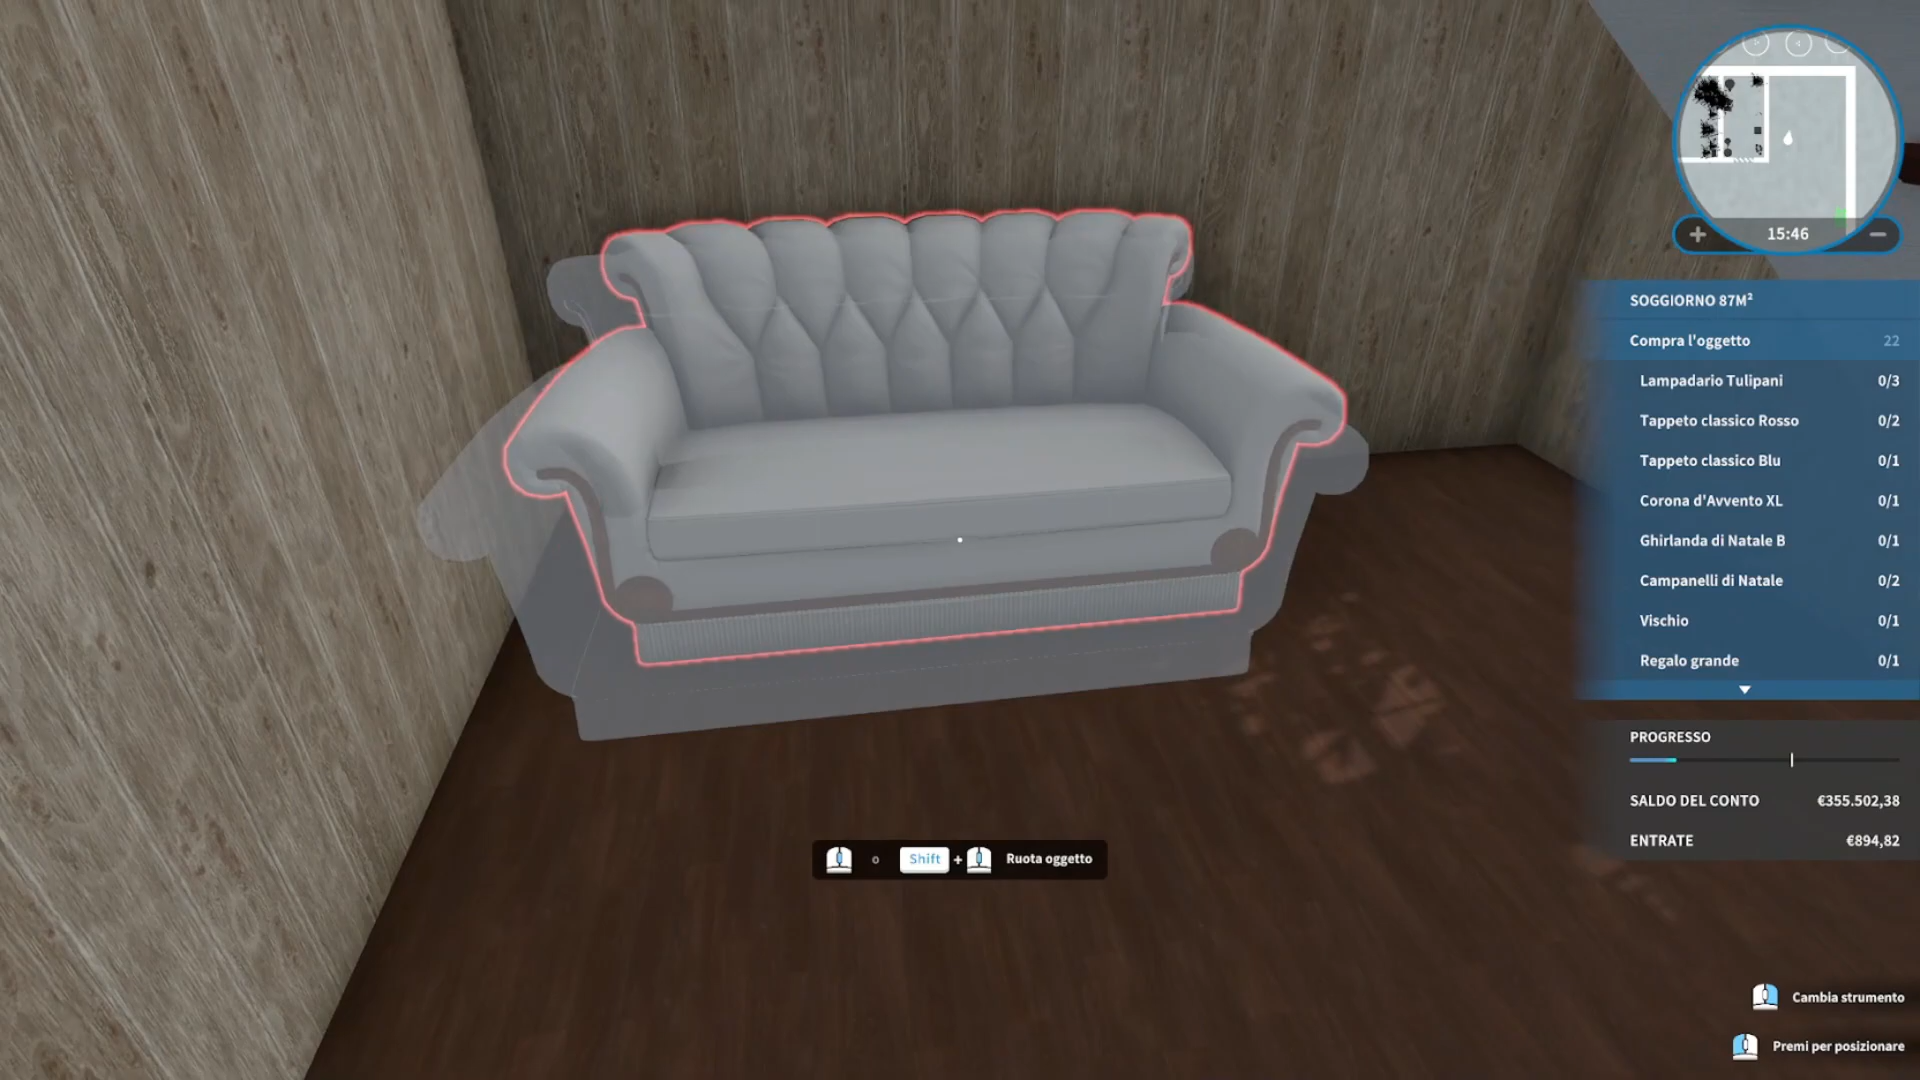 15:46
SOGGIORNO 87M²
Compra l'oggetto 22
Lampadario Tulipani 0/3
Tappeto classico Rosso 0/2
Tappeto classico Blu 0/1
Corona d'Avvento XL 0/1
Ghirlanda di Natale B 0/1
Campanelli di Natale 0/2
Vischio 0/1
Regalo grande 0/1
PROGRESSO
SALDO DEL CONTO €355.502,38
ENTRATE €894,82
o Shift + Ruota oggetto
Cambia strumento
Premi per posizionare